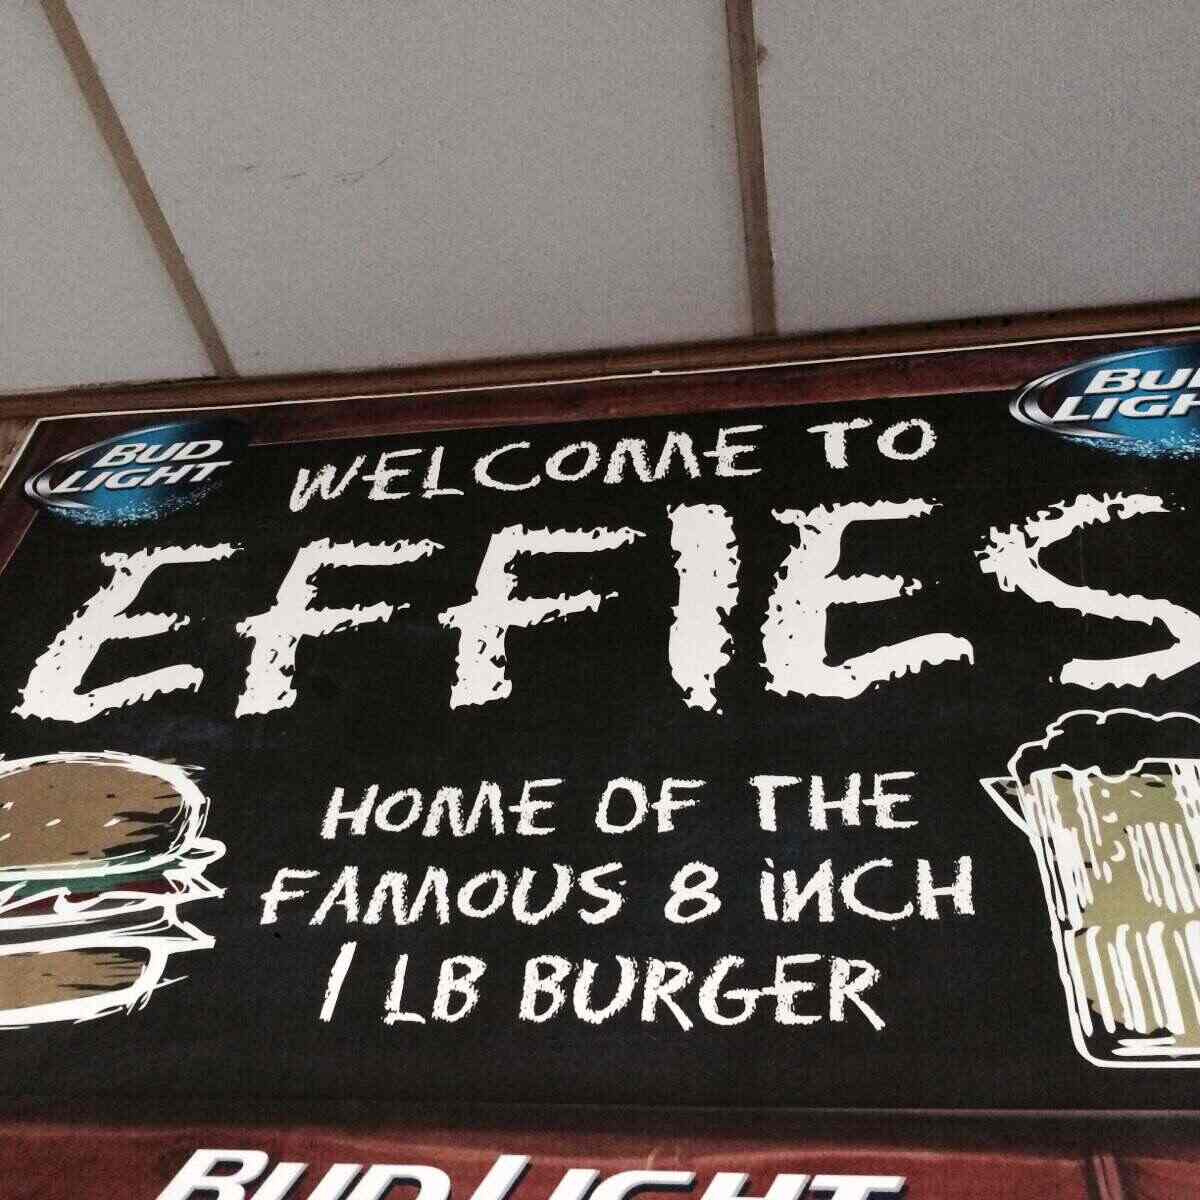 BUD
LIGHT
BUD
LIGHT
WELCOME TO
EFFIES
HOME OF THE
FAMOUS 8 INCH
1 LB BURGER
BUD LIGHT